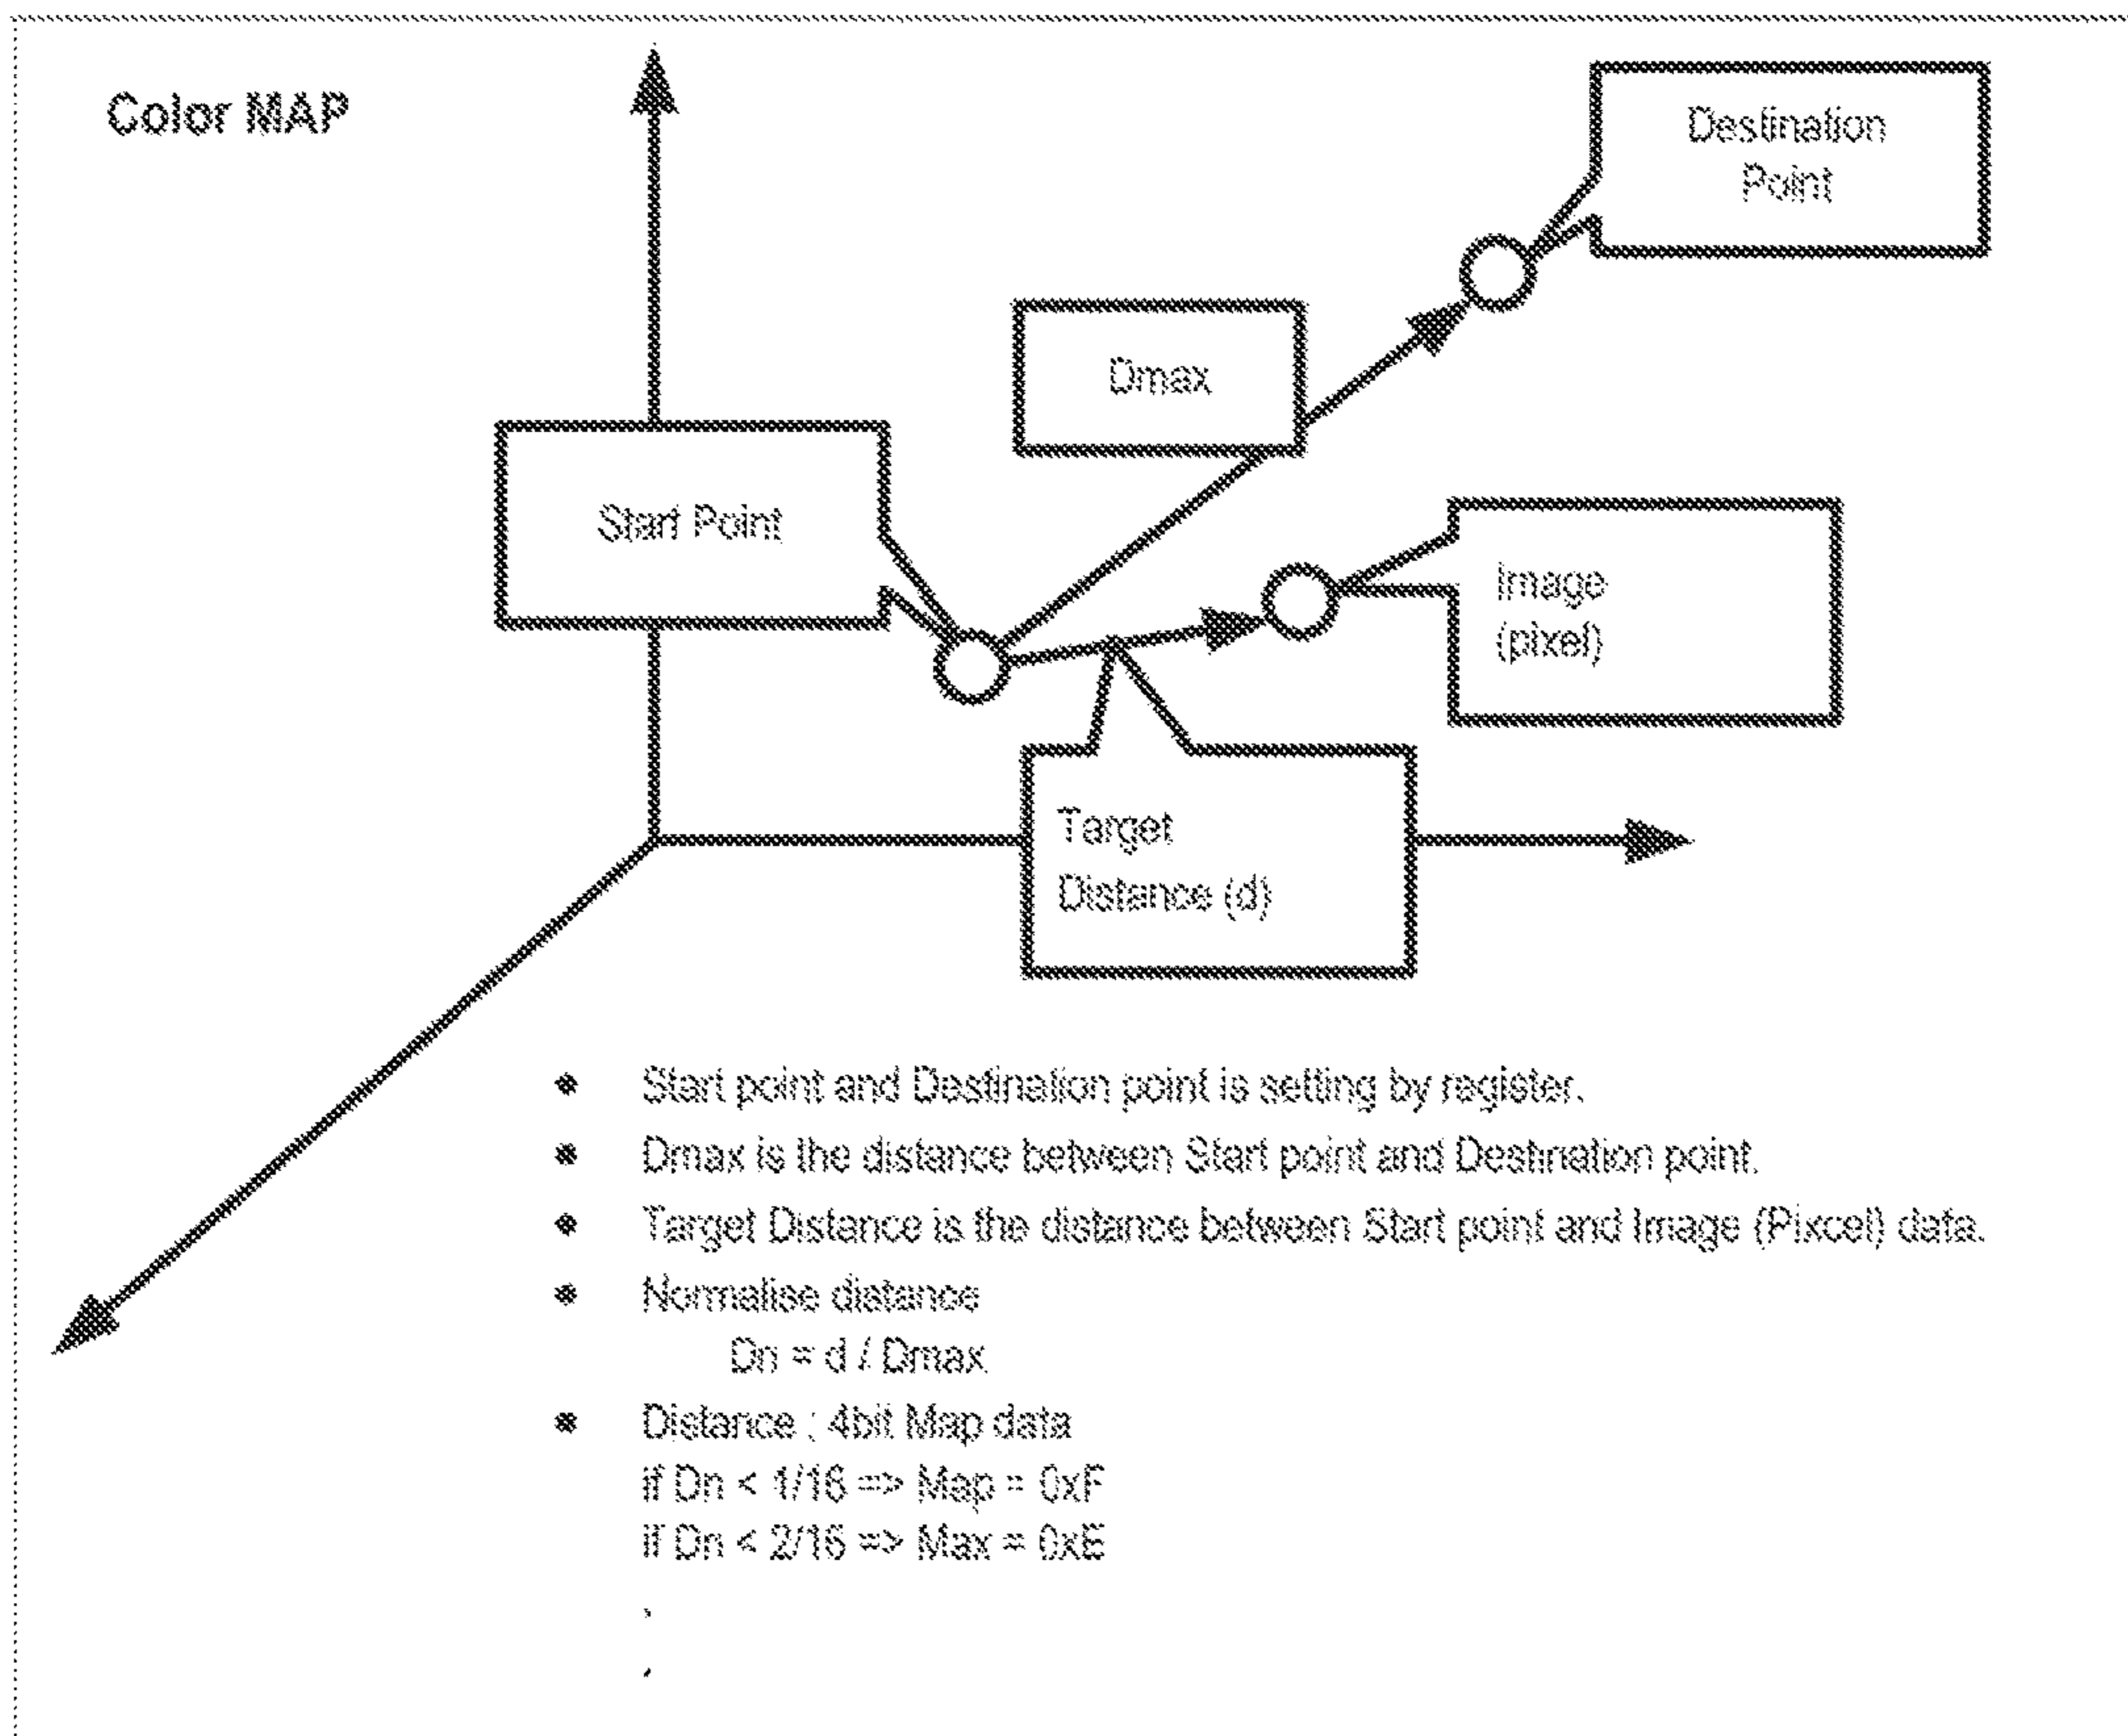 Color MAP
Destination
Point
Dmax
Start Point
Image
(pixel)
Target
Distance (d)
• Start point and Destination point is setting by register.
• Dmax is the distance between Start point and Destination point.
• Target Distance is the distance between Start point and Image (Pixcel) data.
• Normalise distance
Dn = d / Dmax
• Distance : 4bit Map data
if Dn < 1/16 => Map = 0xF
if Dn < 2/16 => Max = 0xE
:
: